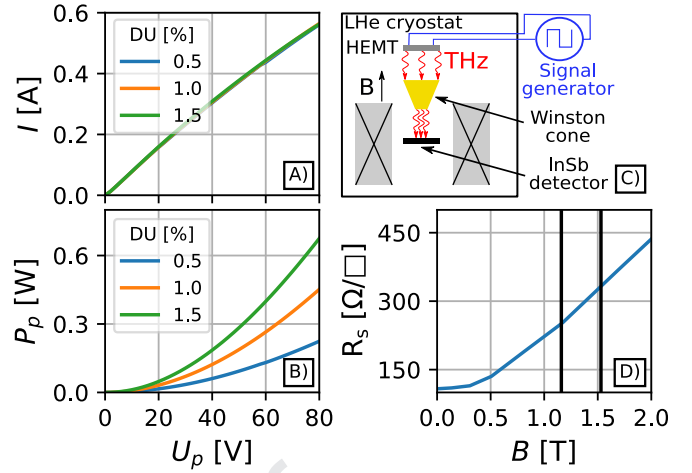 I [A]
0.6
0.4
0.2
0.0
DU [%]
0.5
1.0
1.5
A)
LHe cryostat
HEMT
THz
B
Signal
generator
Winston
cone
InSb
detector
C)
P_p [W]
0.6
0.3
0.0
DU [%]
0.5
1.0
1.5
B)
0 20 40 60 80
U_p [V]
R_s [Ω/□]
450
300
150
D)
0.0 0.5 1.0 1.5 2.0
B [T]